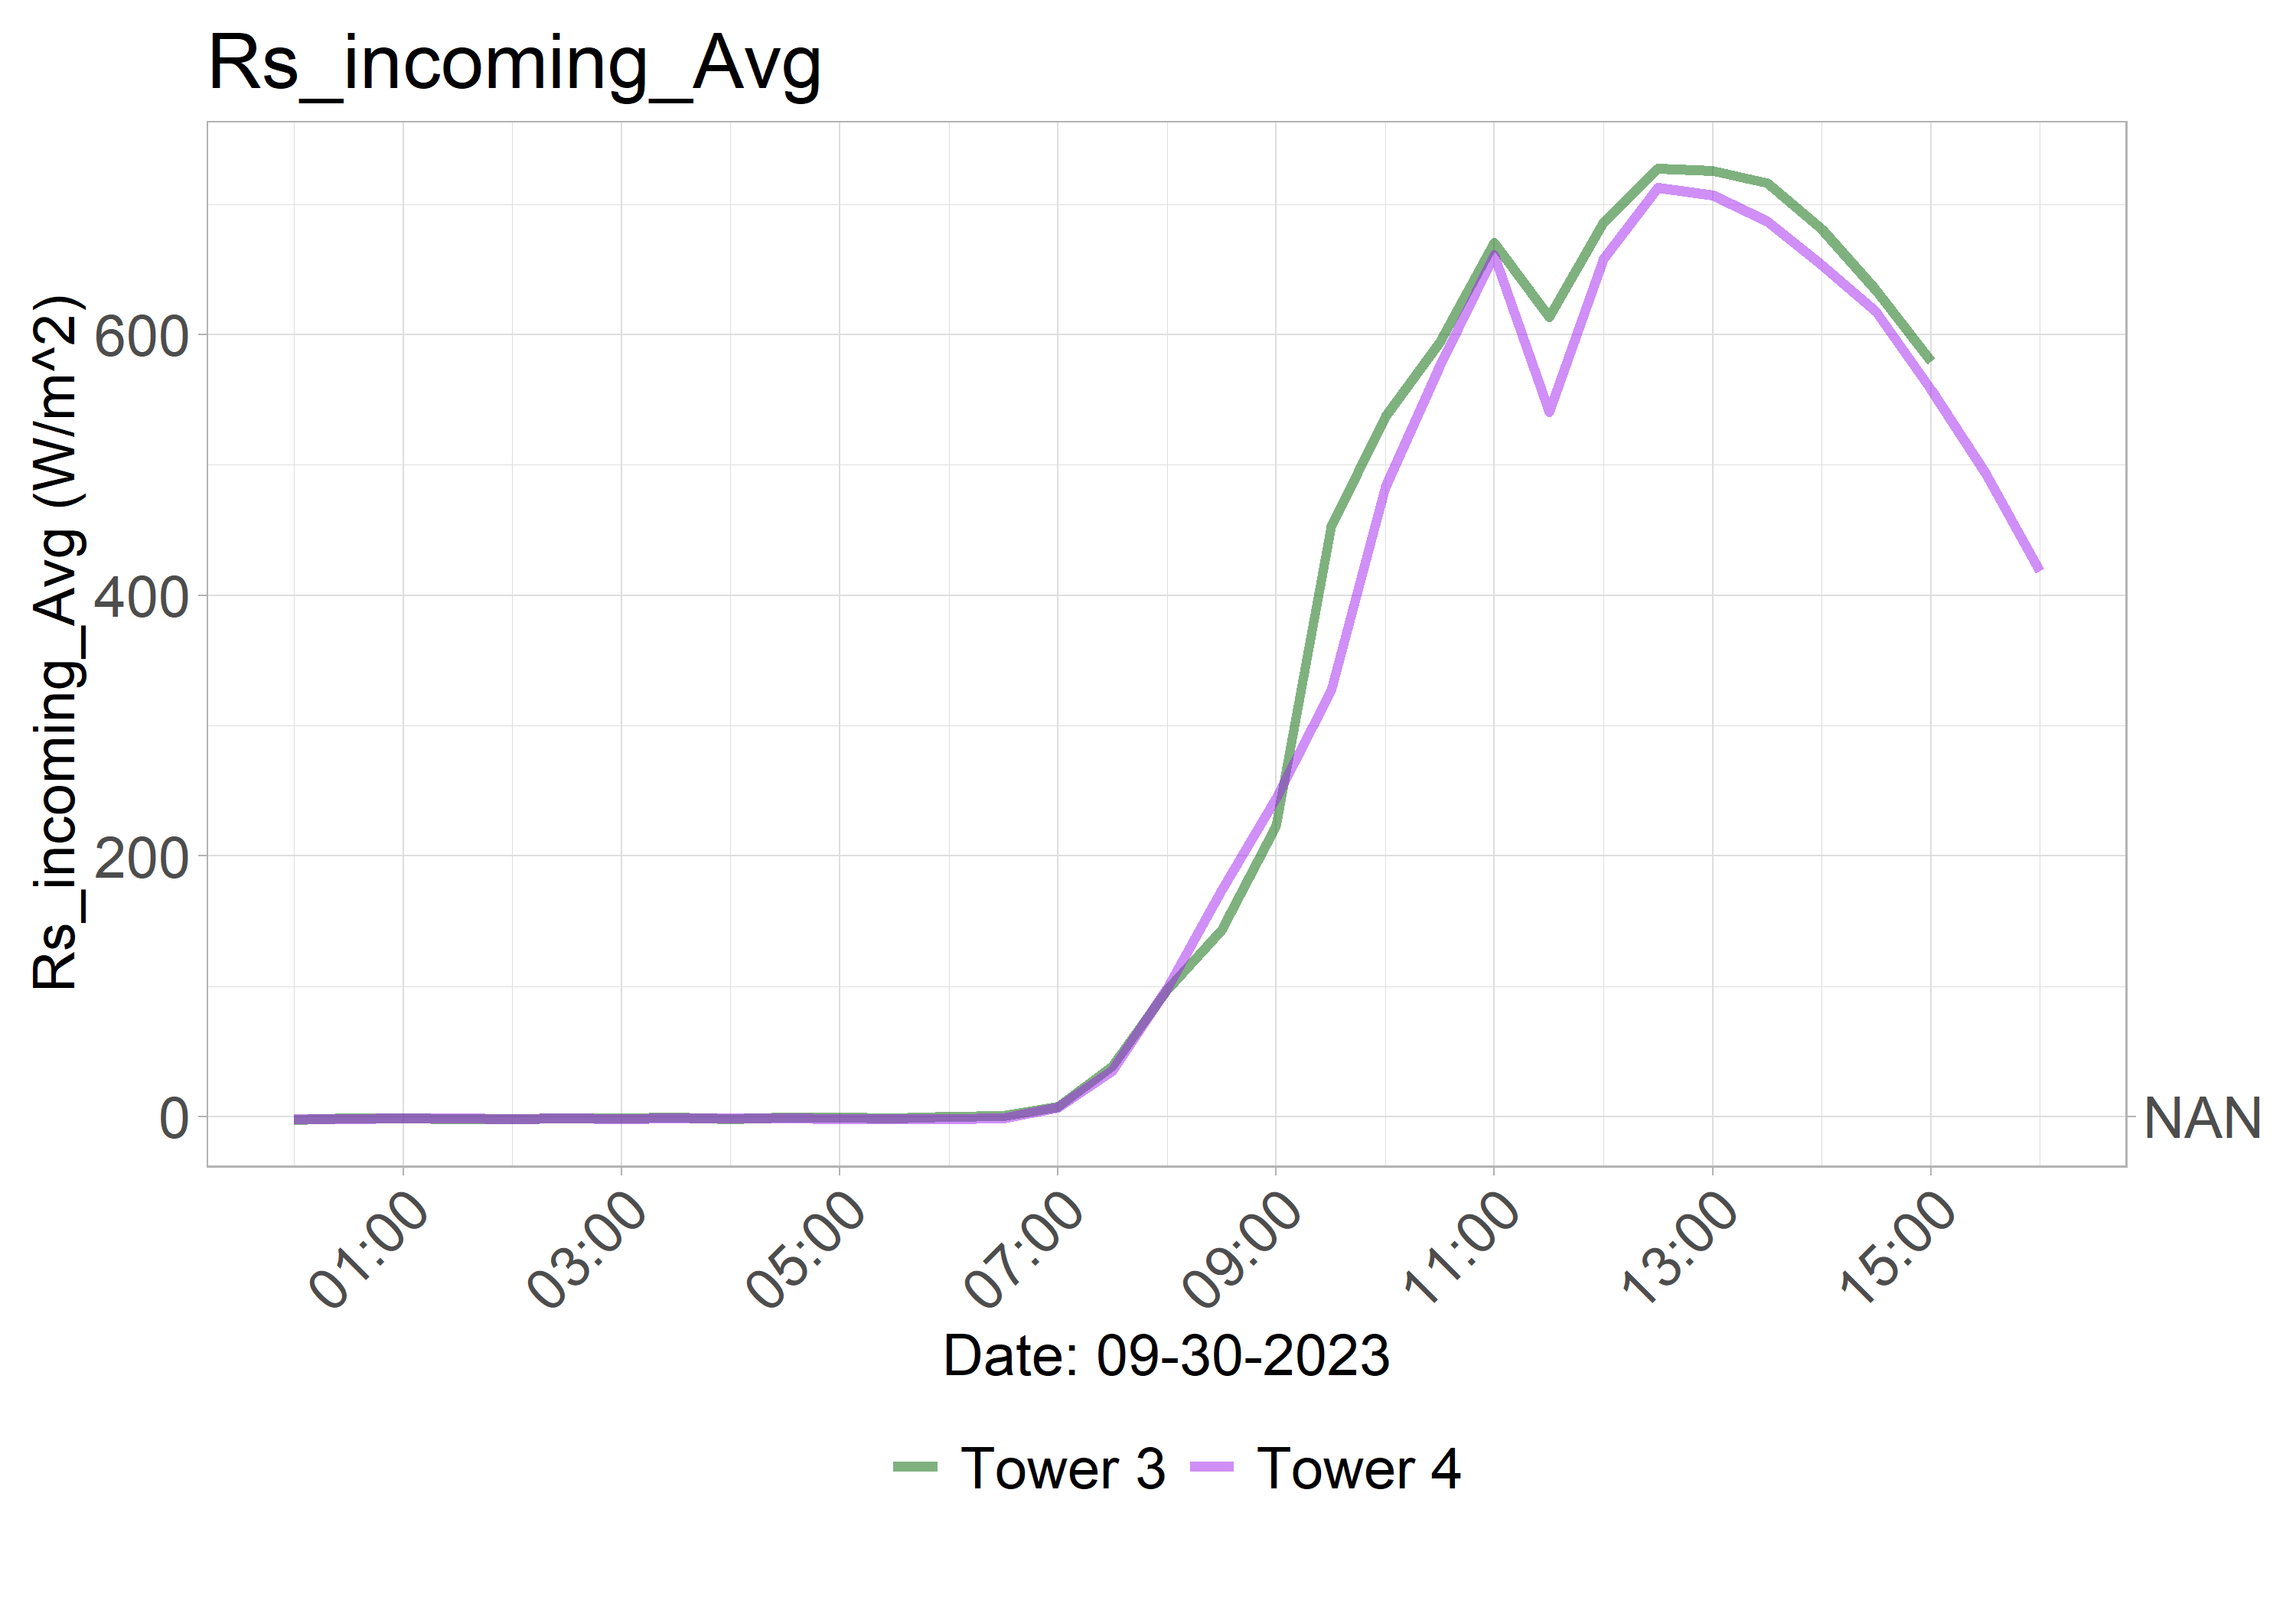 Rs_incoming_Avg
Rs_incoming_Avg (W/m^2)
600
400
200
0
NAN
01:00
03:00
05:00
07:00
09:00
11:00
13:00
15:00
Date: 09-30-2023
Tower 3
Tower 4